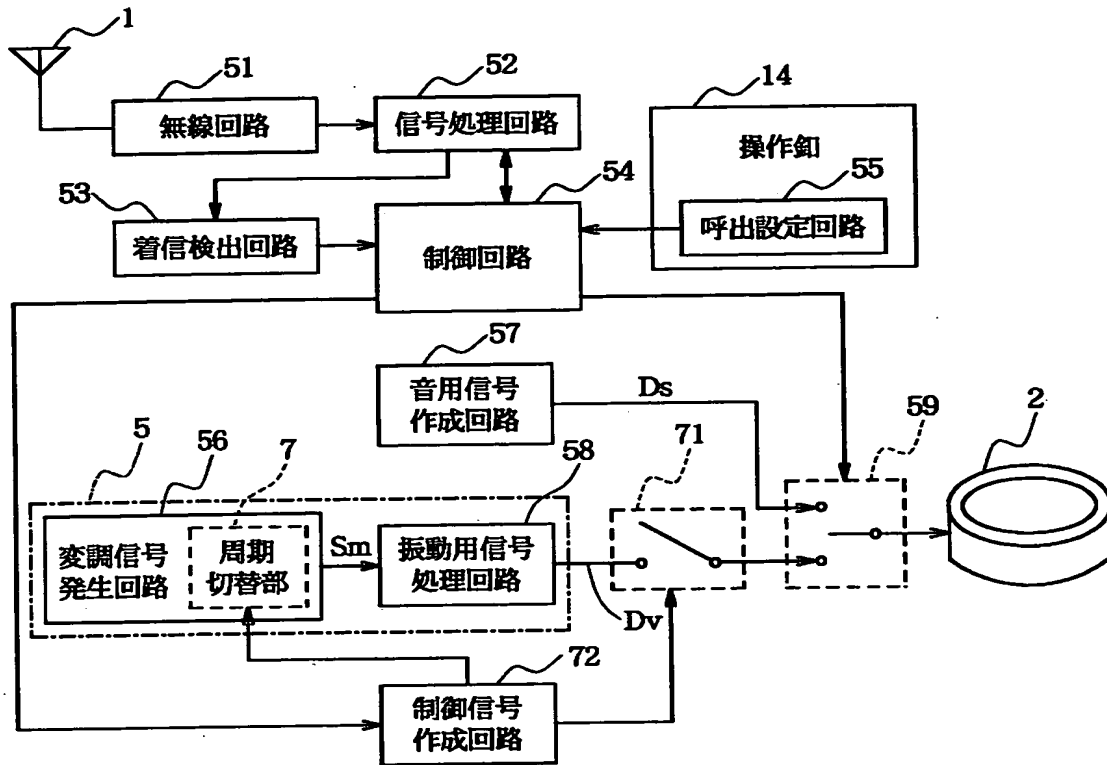 1
51
無線回路
52
信号処理回路
14
操作釦
55
呼出設定回路
53
着信検出回路
54
制御回路
57
音用信号
作成回路
Ds
59
2
5
56
7
変調信号
発生回路
周期
切替部
Sm
58
振動用信号
処理回路
71
Dv
72
制御信号
作成回路